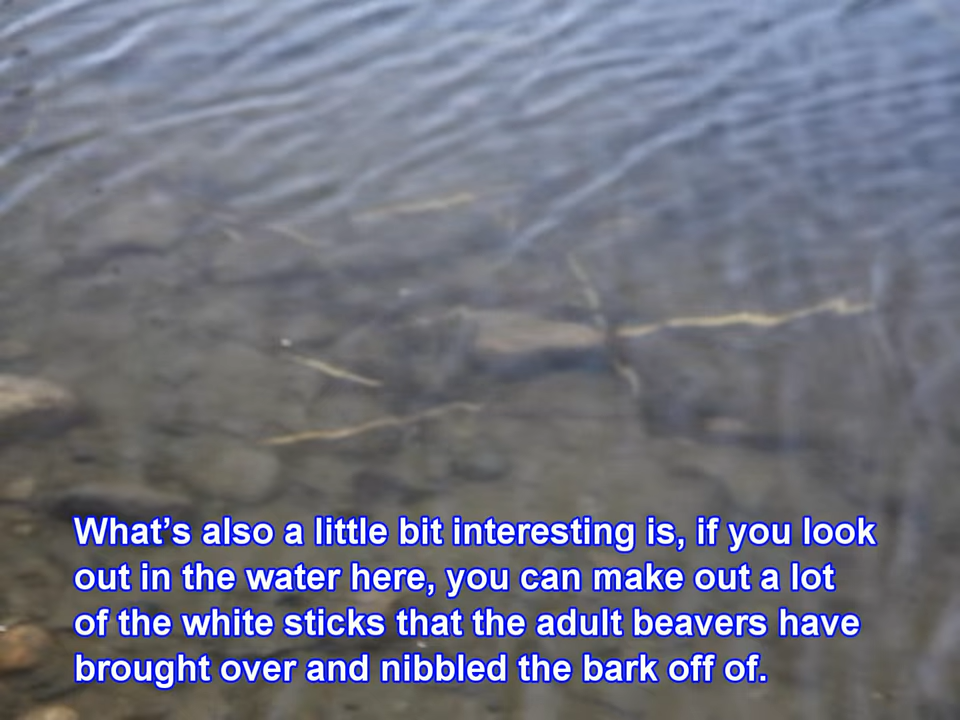 What’s also a little bit interesting is, if you look
out in the water here, you can make out a lot
of the white sticks that the adult beavers have
brought over and nibbled the bark off of.